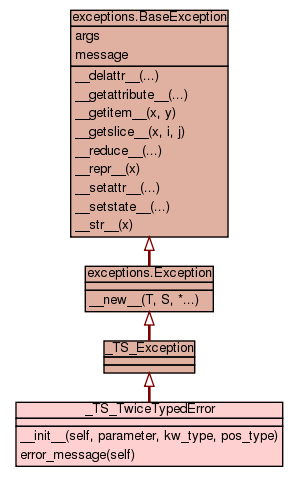 exceptions.BaseException
args
message
__delattr__(...)
__getattribute__(...)
__getitem__(x, y)
__getslice__(x, i, j)
__reduce__(...)
__repr__(x)
__setattr__(...)
__setstate__(...)
__str__(x)
exceptions.Exception
__new__(T, S, *...)
_TS_Exception
_TS_TwiceTypedError
__init__(self, parameter, kw_type, pos_type)
error_message(self)